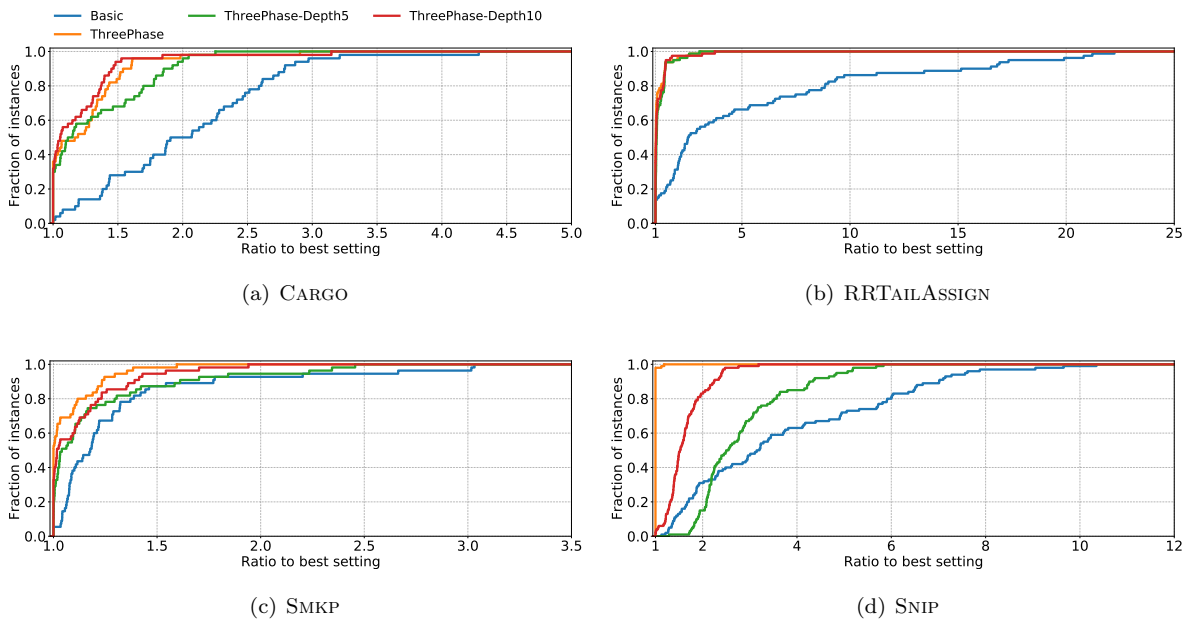 Basic
ThreePhase
ThreePhase-Depth5
ThreePhase-Depth10
Fraction of instances
1.0
0.8
0.6
0.4
0.2
0.0
1.0 1.5 2.0 2.5 3.0 3.5 4.0 4.5 5.0
Ratio to best setting
(a) CARGO
Fraction of instances
1.0
0.8
0.6
0.4
0.2
0.0
1 5 10 15 20 25
Ratio to best setting
(b) RRTAILASSIGN
Fraction of instances
1.0
0.8
0.6
0.4
0.2
0.0
1.0 1.5 2.0 2.5 3.0 3.5
Ratio to best setting
(c) SMKP
Fraction of instances
1.0
0.8
0.6
0.4
0.2
0.0
1 2 4 6 8 10 12
Ratio to best setting
(d) SNIP